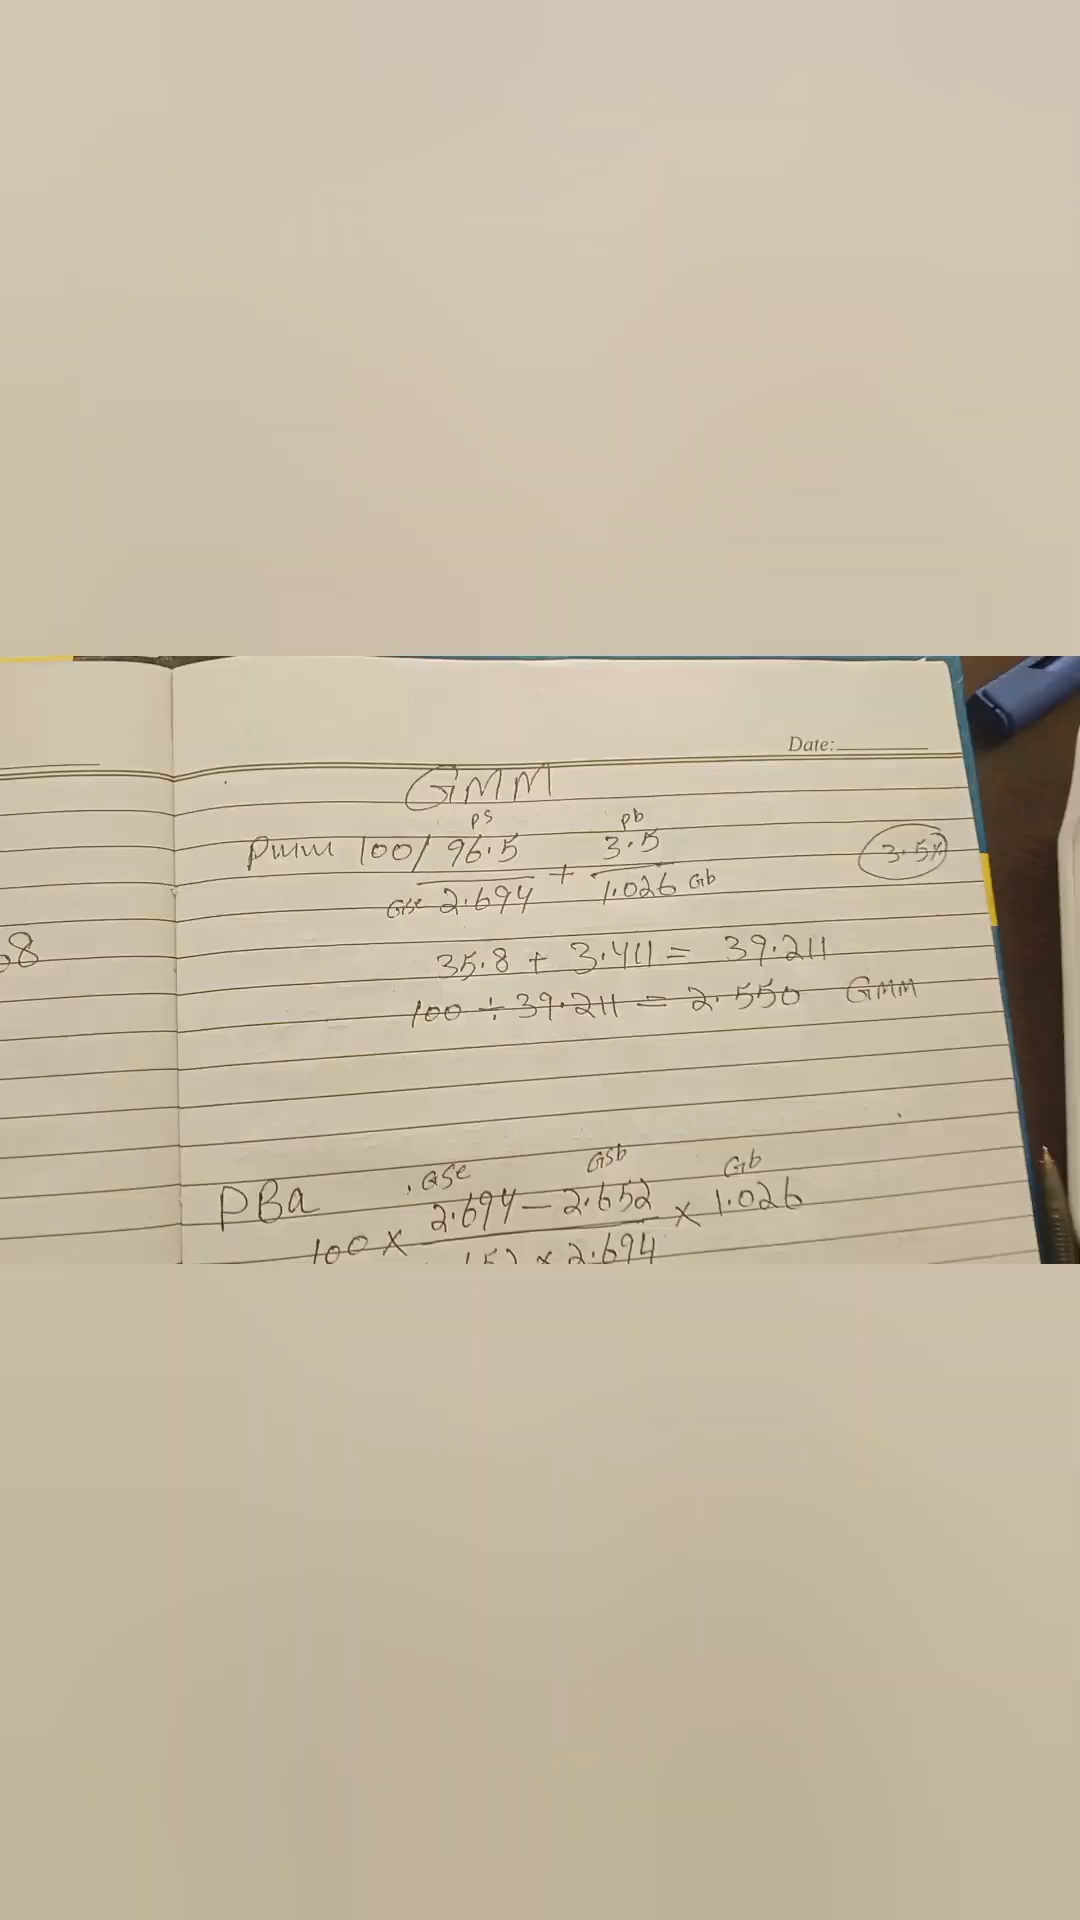 Date:
GMM
ps pb
Pmm 100/ 96.5 + 3.5 3.5%
Gse 2.694 1.026 Gb
8
35.8 + 3.411 = 39.211
100 ÷ 39.211 = 2.550 GMM
Gse Gsb Gb
PBa 2.694 - 2.652 × 1.026
100 × × 2.694